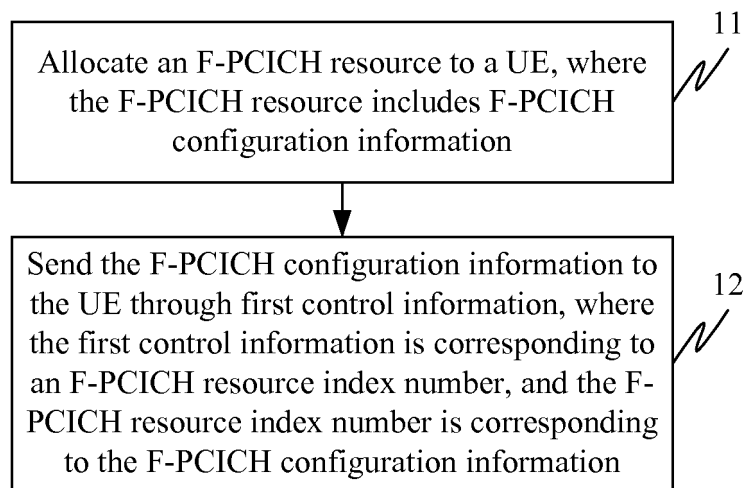 11
Allocate an F-PCICH resource to a UE, where
the F-PCICH resource includes F-PCICH
configuration information
12
Send the F-PCICH configuration information to
the UE through first control information, where
the first control information is corresponding to
an F-PCICH resource index number, and the F-
PCICH resource index number is corresponding
to the F-PCICH configuration information